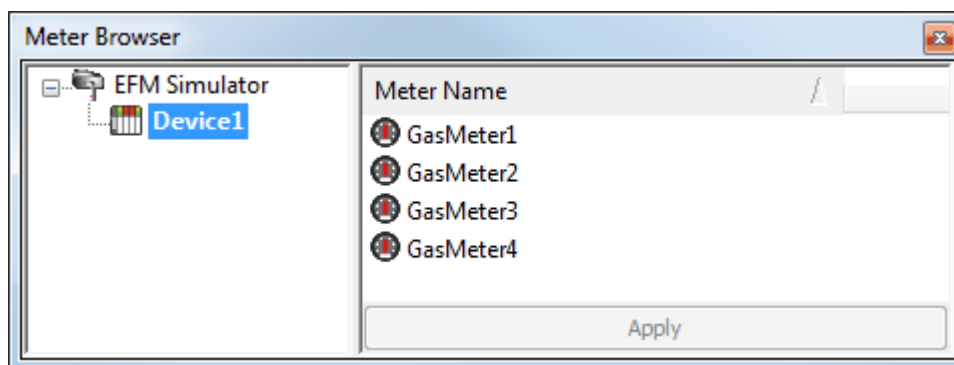 Meter Browser
EFM Simulator
Device1
Meter Name
GasMeter1
GasMeter2
GasMeter3
GasMeter4
Apply